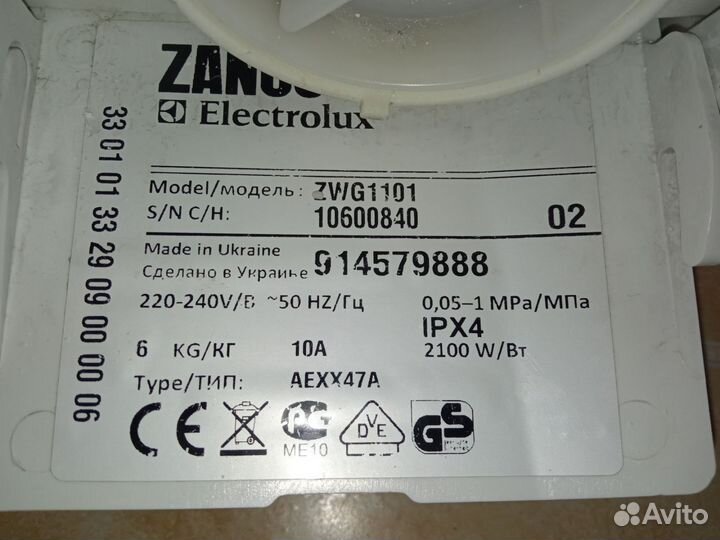 Electrolux
Model/модель: ZWG1101
S/N С/Н: 10600840 02
Made in Ukraine
Сделано в Украине 914579888
220-240V/В ~50 HZ/Гц 0,05–1 MPa/МПа
IPX4
6 KG/КГ 10A 2100 W/Вт
Type/ТИП: AEXX47A
CE PG DVE GS
ME10
33 01 01 33 29 09 00 00 06
Avito